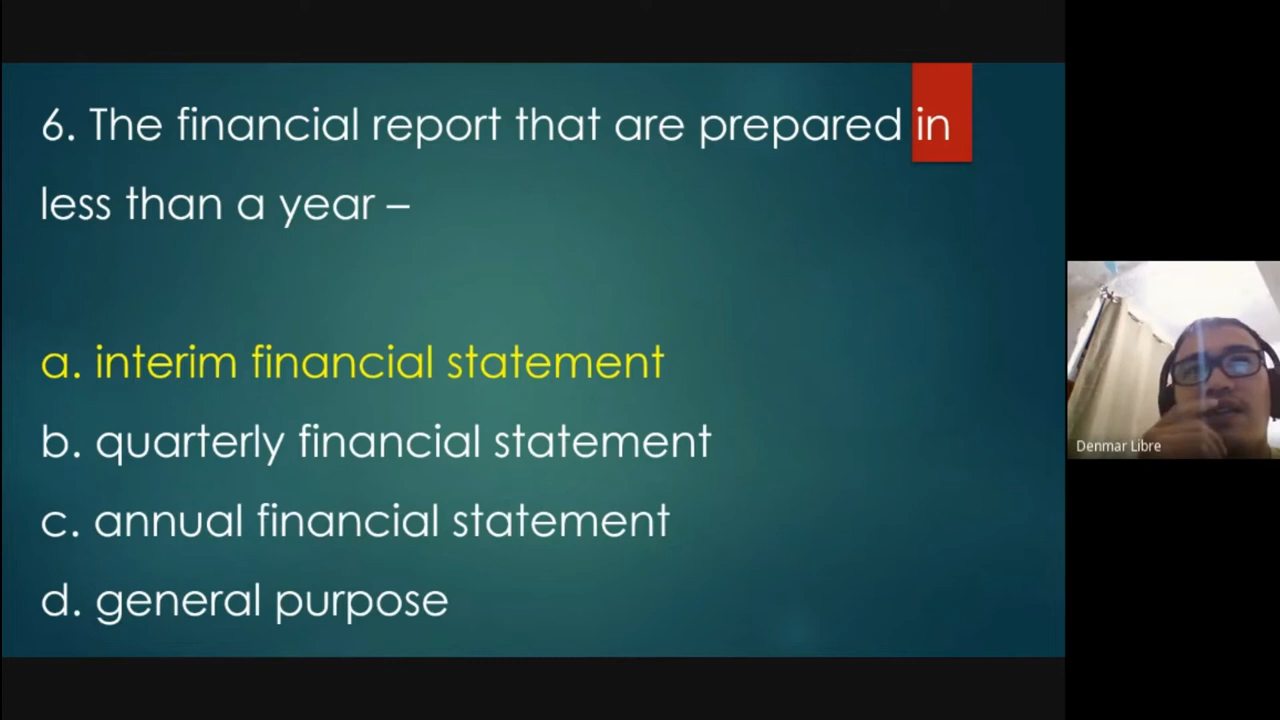 6. The financial report that are prepared in
less than a year –
a. interim financial statement
b. quarterly financial statement
c. annual financial statement
d. general purpose
Denmar Libre